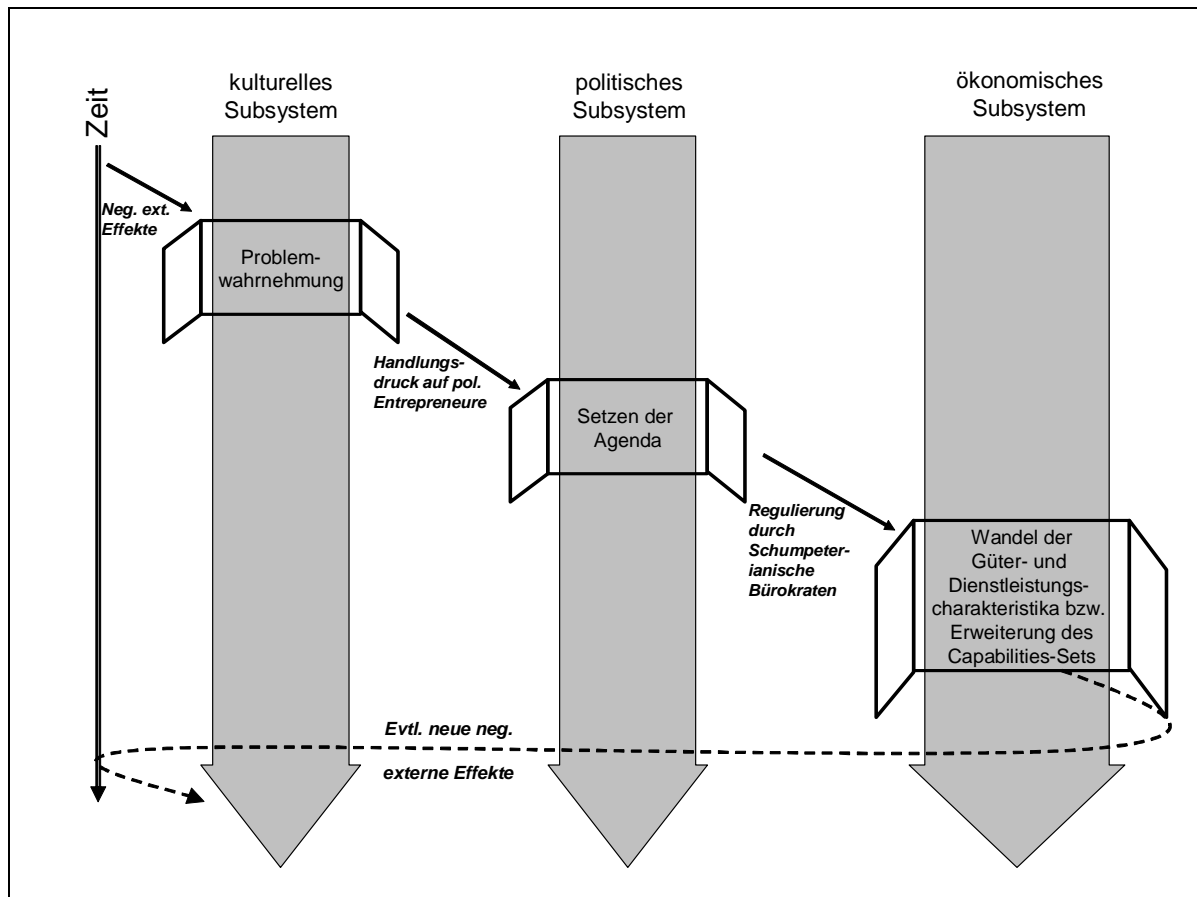 kulturelles
Subsystem
politisches
Subsystem
ökonomisches
Subsystem
Zeit
Neg. ext.
Effekte
Problem-
wahrnehmung
Handlungs-
druck auf pol.
Entrepreneure
Setzen der
Agenda
Regulierung
durch
Schumpeter-
ianische
Bürokraten
Wandel der
Güter- und
Dienstleistungs-
charakteristika bzw.
Erweiterung des
Capabilities-Sets
Evtl. neue neg.
externe Effekte